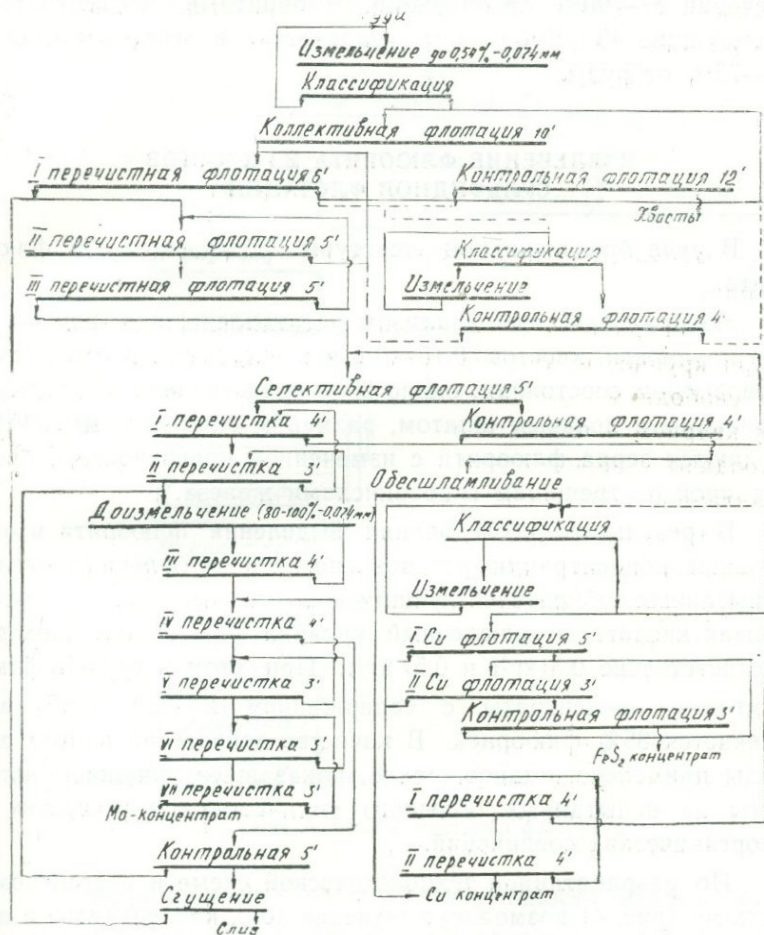 Измельчение до 0,54%-0,074 мм
Классификация
Коллективная флотация 10'
I перечистная флотация 6'
Контрольная флотация 12'
Хвосты
II перечистная флотация 5'
Классификация
Измельчение
III перечистная флотация 5'
Контрольная флотация 4'
Селективная флотация 5'
I перечистка 4'
Контрольная флотация 4'
II перечистка 3'
Одесшламливание
Доизмельчение (90-100%-0,074 мм)
Классификация
III перечистка 4'
Измельчение
IV перечистка 4'
I Cu флотация 5'
V перечистка 3'
II Cu флотация 3'
Контрольная флотация 3'
VI перечистка 3'
FeS2 концентрат
VII перечистка 3'
I перечистка 4'
Мо-концентрат
Контрольная 5'
II перечистка 4'
Сгущение
Cu концентрат
Слив